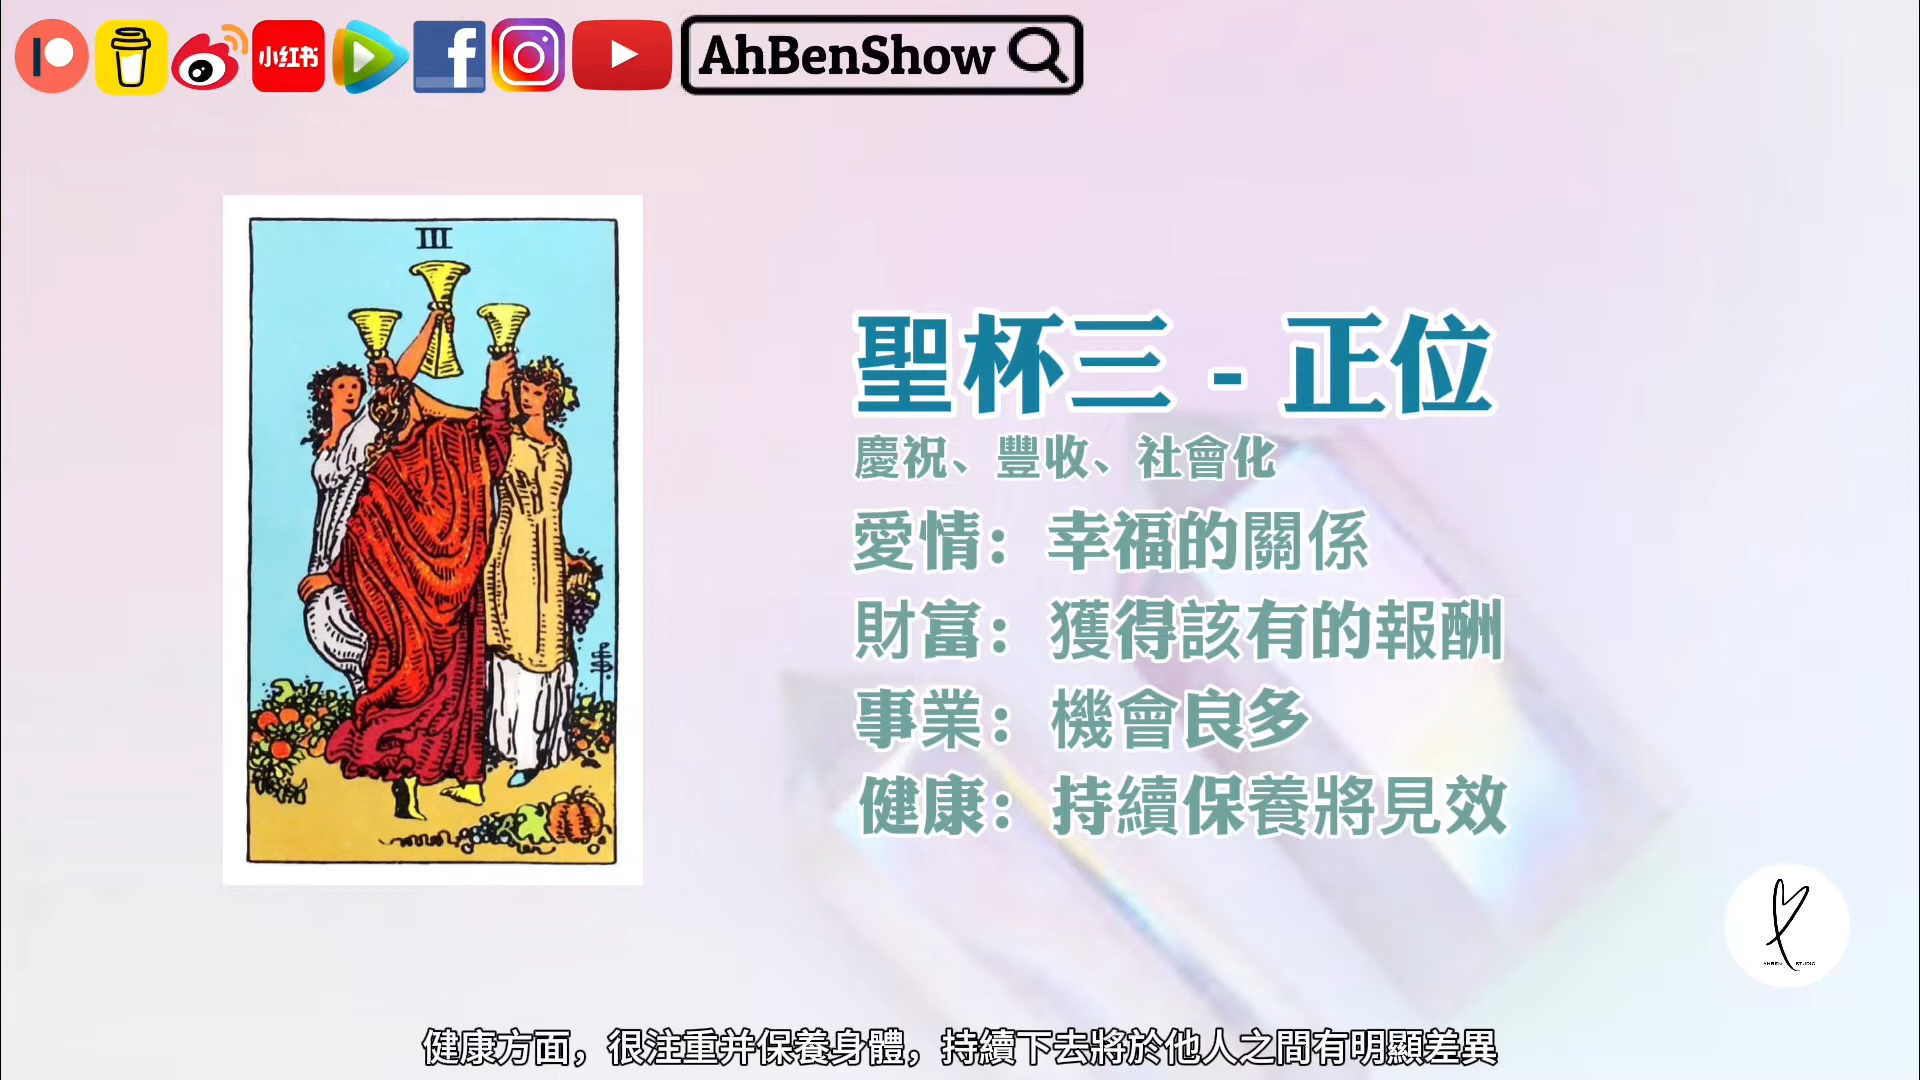 小红书
AhBenShow
III
聖杯三 - 正位
慶祝、豐收、社會化
愛情：幸福的關係
財富：獲得該有的報酬
事業：機會良多
健康：持續保養將見效
AHBEN STUDIO
健康方面，很注重并保養身體，持續下去將於他人之間有明顯差異